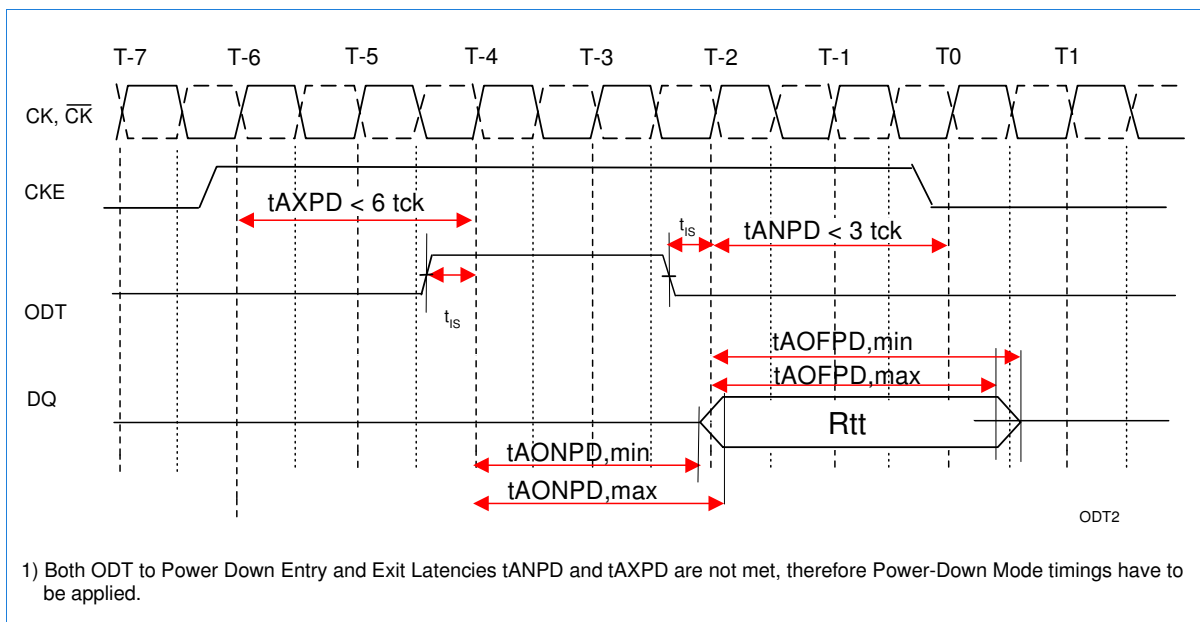 T-7 T-6 T-5 T-4 T-3 T-2 T-1 T0 T1
CK, C̅K̅
CKE
tAXPD < 6 tck
tIS
tANPD < 3 tck
ODT
tIS
tAOFPD,min
tAOFPD,max
DQ
Rtt
tAONPD,min
tAONPD,max
ODT2
1) Both ODT to Power Down Entry and Exit Latencies tANPD and tAXPD are not met, therefore Power-Down Mode timings have to
be applied.